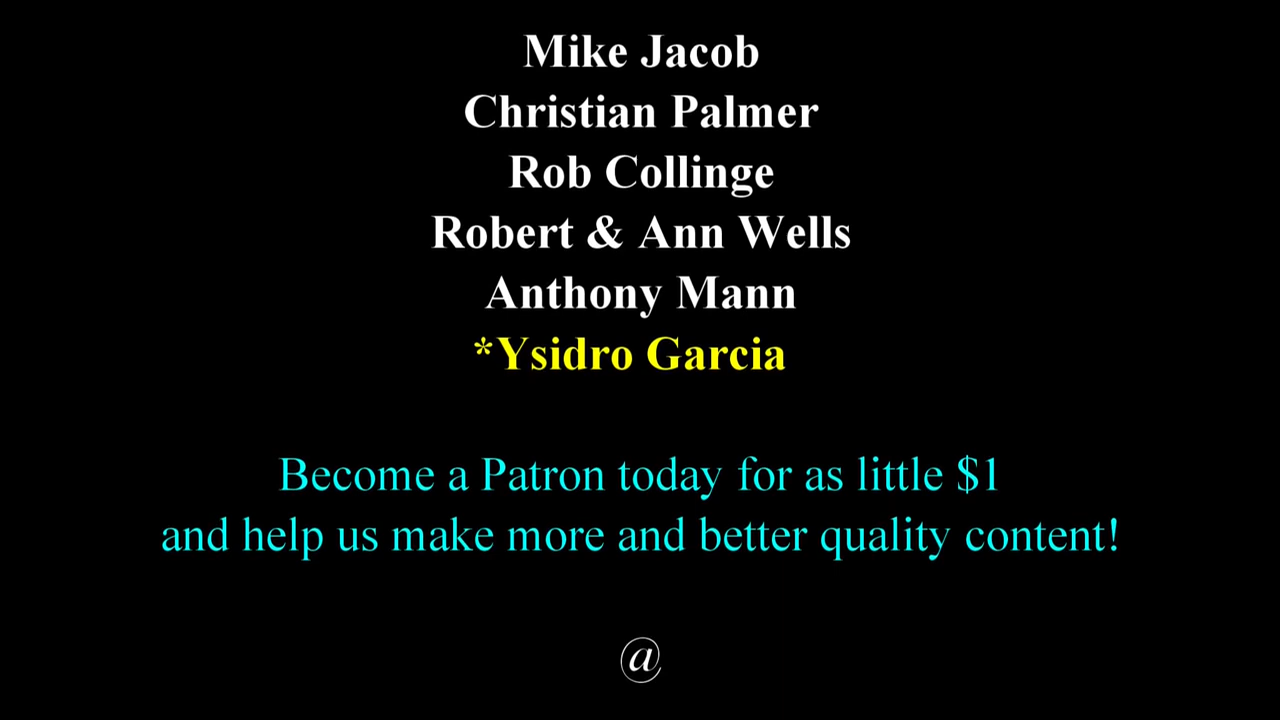 Mike Jacob
Christian Palmer
Rob Collinge
Robert & Ann Wells
Anthony Mann
*Ysidro Garcia
Become a Patron today for as little $1
and help us make more and better quality content!
@